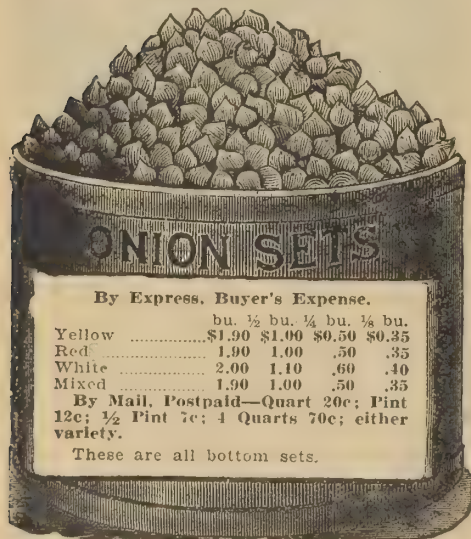 ONION SETS
By Express, Buyer's Expense.
bu. ½ bu. ¼ bu. ⅛ bu.
Yellow ............... $1.90 $1.00 $0.50 $0.35
Red ............... 1.90 1.00 .50 .35
White ............... 2.00 1.10 .60 .40
Mixed ............... 1.90 1.00 .50 .35
By Mail, Postpaid—Quart 20c; Pint
12c; ½ Pint 7c; 4 Quarts 70c; either
variety.
These are all bottom sets.